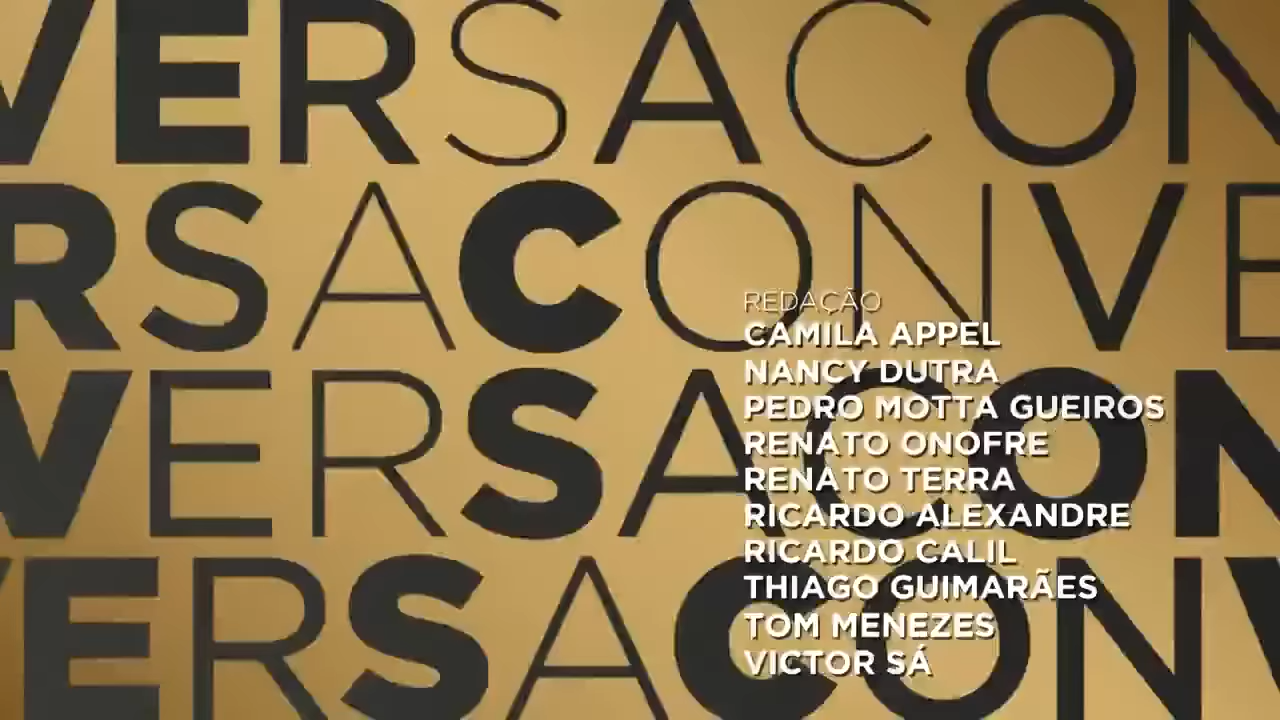 VERSACON
RSACONVE
VERSACON
VERSACONV
REDAÇÃO
CAMILA APPEL
NANCY DUTRA
PEDRO MOTTA GUEIROS
RENATO ONOFRE
RENATO TERRA
RICARDO ALEXANDRE
RICARDO CALIL
THIAGO GUIMARÃES
TOM MENEZES
VICTOR SÁ